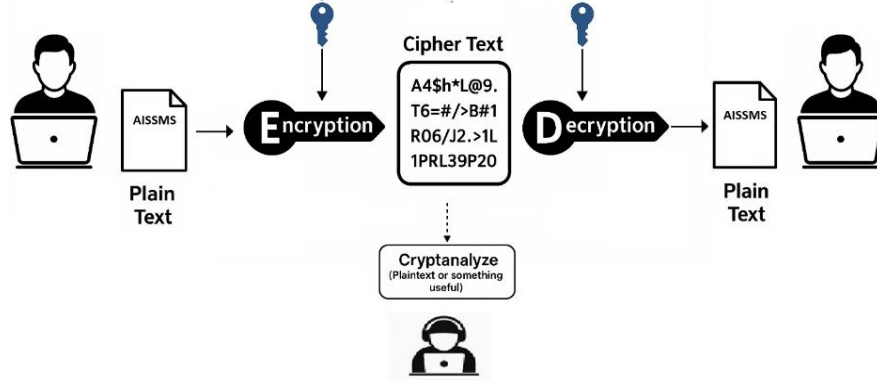 Cipher Text
A4$h*L@9.
T6=#/>B#1
R06/J2.>1L
1PRL39P20
AISSMS
Plain
Text
Encryption
Decryption
AISSMS
Plain
Text
Cryptanalyze
(Plaintext or something
useful)